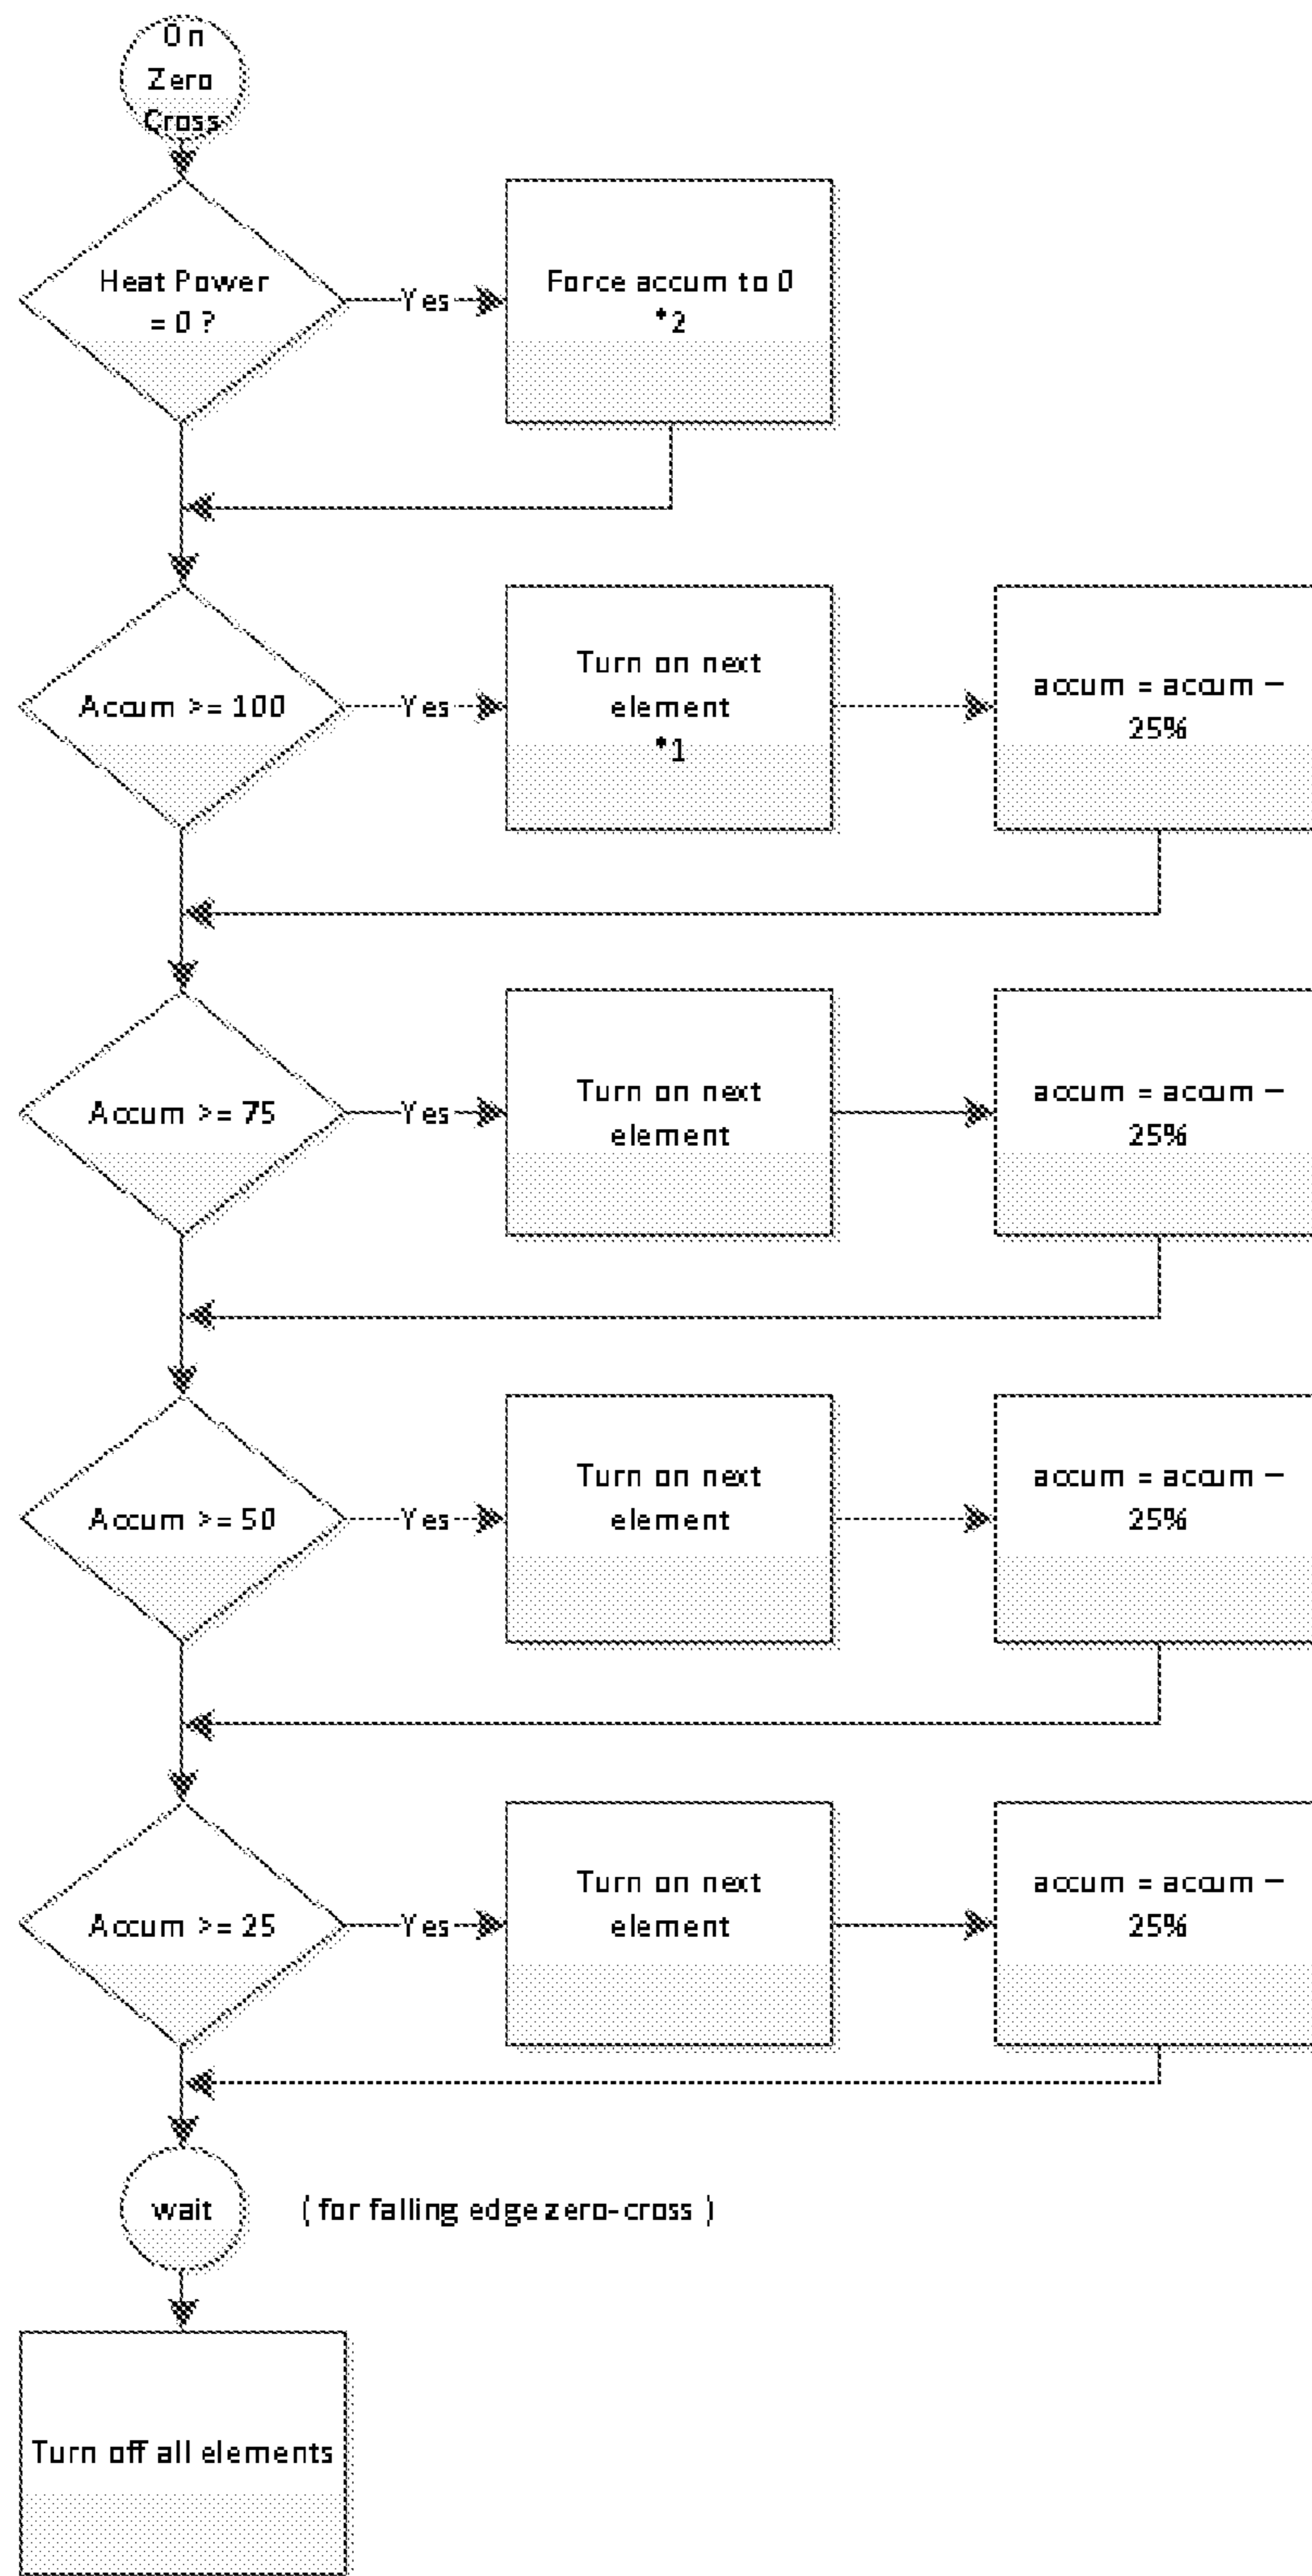 On
Zero
Cross
Heat Power
= 0 ?
Yes
Force accum to 0
*2
Accum >= 100
Yes
Turn on next
element
*1
accum = accum –
25%
Accum >= 75
Yes
Turn on next
element
accum = accum –
25%
Accum >= 50
Yes
Turn on next
element
accum = accum –
25%
Accum >= 25
Yes
Turn on next
element
accum = accum –
25%
wait
( for falling edge zero-cross )
Turn off all elements